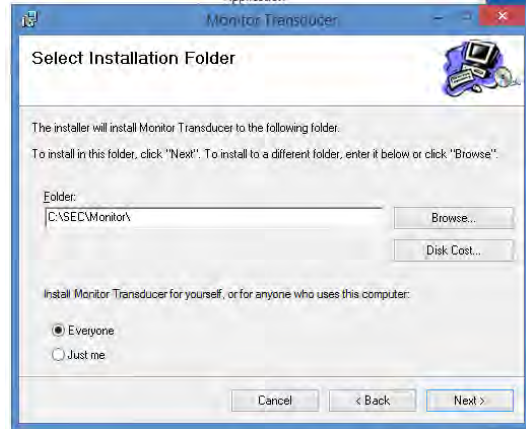 Application
Monitor Transducer
Select Installation Folder
The installer will install Monitor Transducer to the following folder.
To install in this folder, click "Next". To install to a different folder, enter it below or click "Browse".
Folder:
C:\SEC\Monitor\
Browse...
Disk Cost...
Install Monitor Transducer for yourself, or for anyone who uses this computer:
Everyone
Just me
Cancel
< Back
Next >